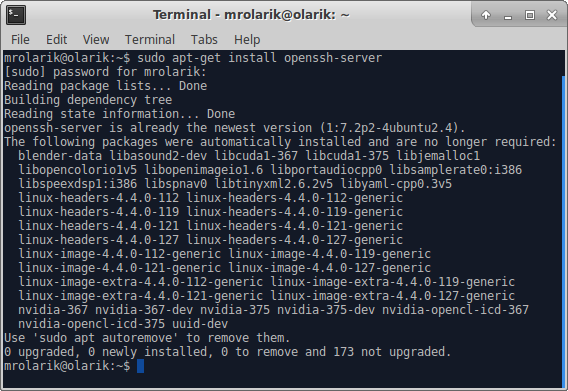 Terminal - mrolarik@olarik: ~
File Edit View Terminal Tabs Help
mrolarik@olarik:~$ sudo apt-get install openssh-server
[sudo] password for mrolarik:
Reading package lists... Done
Building dependency tree
Reading state information... Done
openssh-server is already the newest version (1:7.2p2-4ubuntu2.4).
The following packages were automatically installed and are no longer required:
  blender-data libasound2-dev libcuda1-367 libcuda1-375 libjemalloc1
  libopencolorio1v5 libopenimageio1.6 libportaudiocpp0 libsamplerate0:i386
  libspeexdsp1:i386 libspnav0 libtinyxml2.6.2v5 libyaml-cpp0.3v5
  linux-headers-4.4.0-112 linux-headers-4.4.0-112-generic
  linux-headers-4.4.0-119 linux-headers-4.4.0-119-generic
  linux-headers-4.4.0-121 linux-headers-4.4.0-121-generic
  linux-headers-4.4.0-127 linux-headers-4.4.0-127-generic
  linux-image-4.4.0-112-generic linux-image-4.4.0-119-generic
  linux-image-4.4.0-121-generic linux-image-4.4.0-127-generic
  linux-image-extra-4.4.0-112-generic linux-image-extra-4.4.0-119-generic
  linux-image-extra-4.4.0-121-generic linux-image-extra-4.4.0-127-generic
  nvidia-367 nvidia-367-dev nvidia-375 nvidia-375-dev nvidia-opencl-icd-367
  nvidia-opencl-icd-375 uuid-dev
Use 'sudo apt autoremove' to remove them.
0 upgraded, 0 newly installed, 0 to remove and 173 not upgraded.
mrolarik@olarik:~$